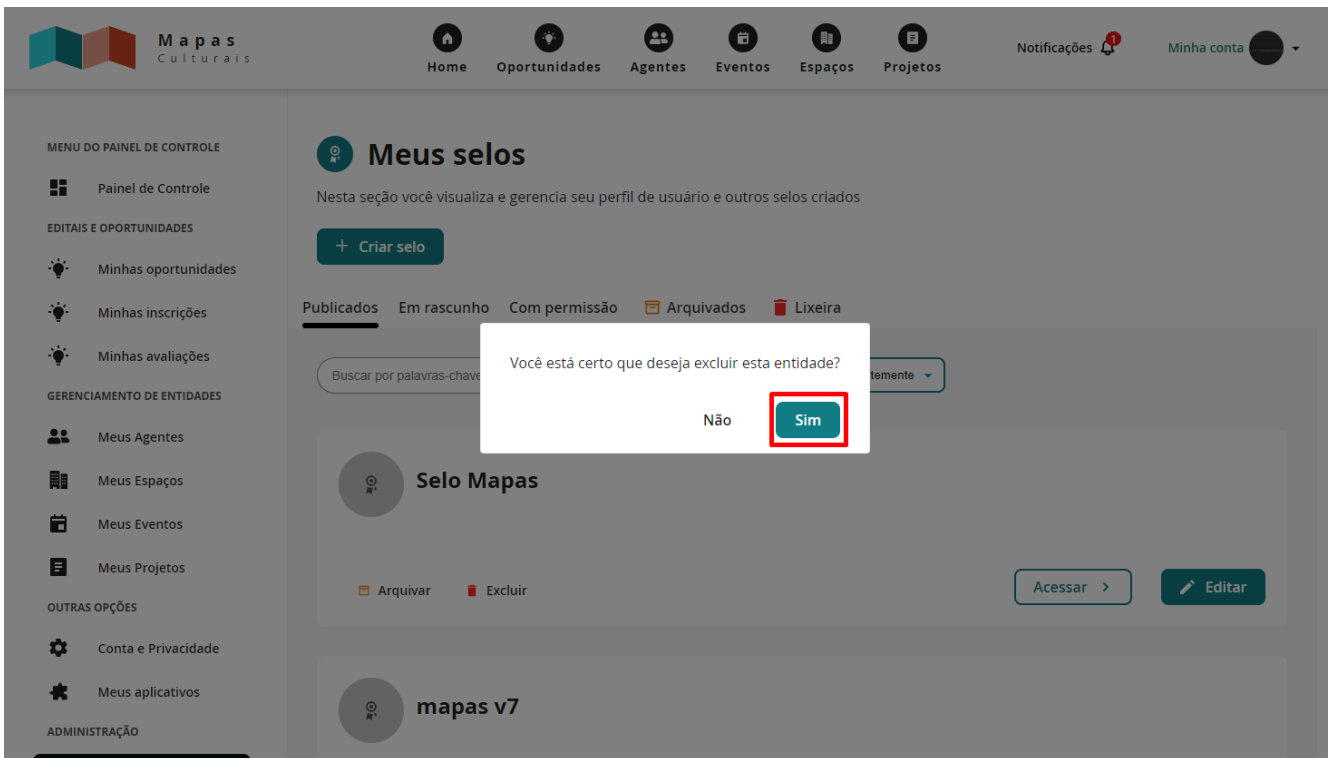 Mapas
Culturais
Home
Oportunidades
Agentes
Eventos
Espaços
Projetos
Notificações
1
Minha conta
MENU DO PAINEL DE CONTROLE
Painel de Controle
EDITAIS E OPORTUNIDADES
Minhas oportunidades
Minhas inscrições
Minhas avaliações
GERENCIAMENTO DE ENTIDADES
Meus Agentes
Meus Espaços
Meus Eventos
Meus Projetos
OUTRAS OPÇÕES
Conta e Privacidade
Meus aplicativos
ADMINISTRAÇÃO
Meus selos
Nesta seção você visualiza e gerencia seu perfil de usuário e outros selos criados
+ Criar selo
Publicados
Em rascunho
Com permissão
Arquivados
Lixeira
Buscar por palavras-chave
temente
Você está certo que deseja excluir esta entidade?
Não
Sim
Selo Mapas
Arquivar
Excluir
Acessar >
Editar
mapas v7